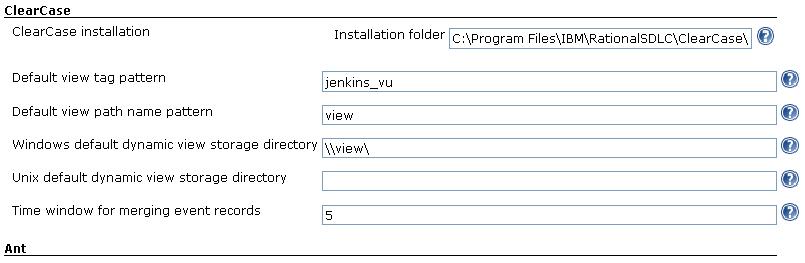 ClearCase
ClearCase installation Installation folder C:\Program Files\IBM\RationalSDLC\ClearCase\
Default view tag pattern jenkins_vu
Default view path name pattern view
Windows default dynamic view storage directory \\view\
Unix default dynamic view storage directory
Time window for merging event records 5
Ant